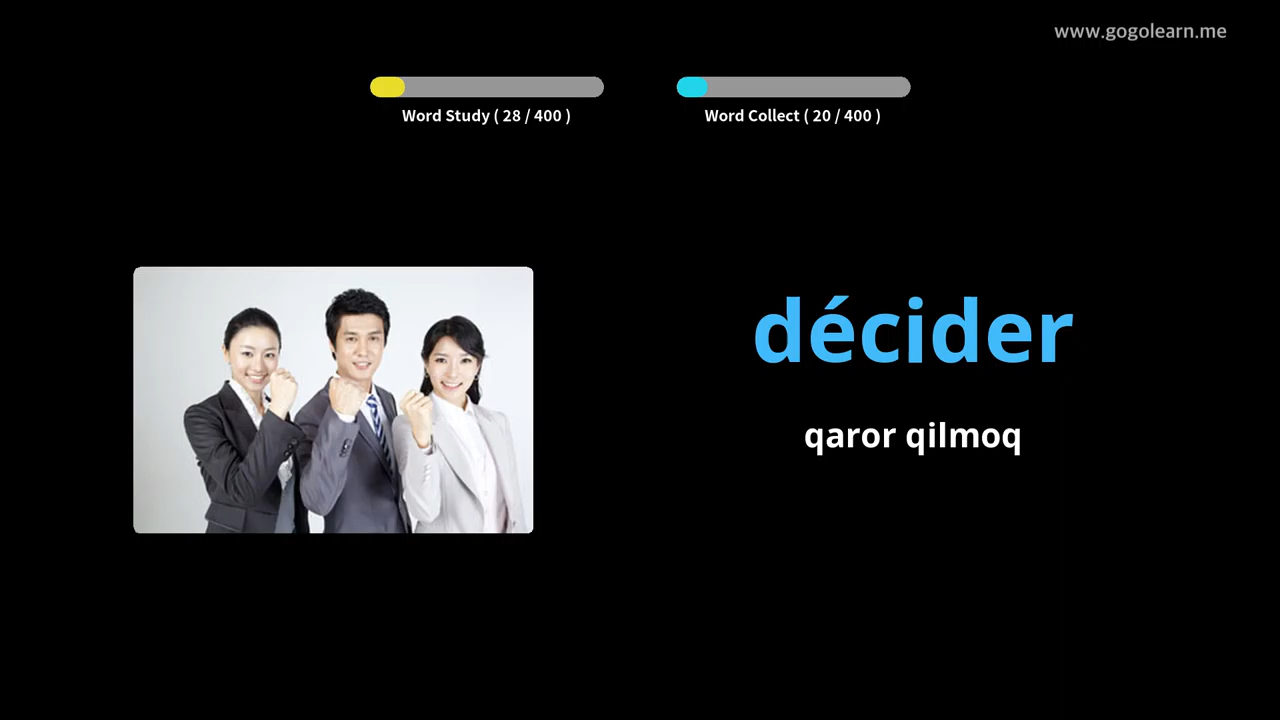 www.gogolearn.me
Word Study ( 28 / 400 )
Word Collect ( 20 / 400 )
décider
qaror qilmoq